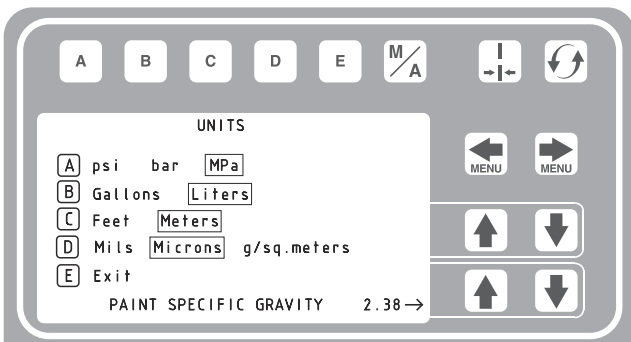 A B C D E M/A
UNITS
A psi bar MPa
B Gallons Liters
C Feet Meters
D Mils Microns g/sq.meters
E Exit
PAINT SPECIFIC GRAVITY 2.38→
MENU MENU